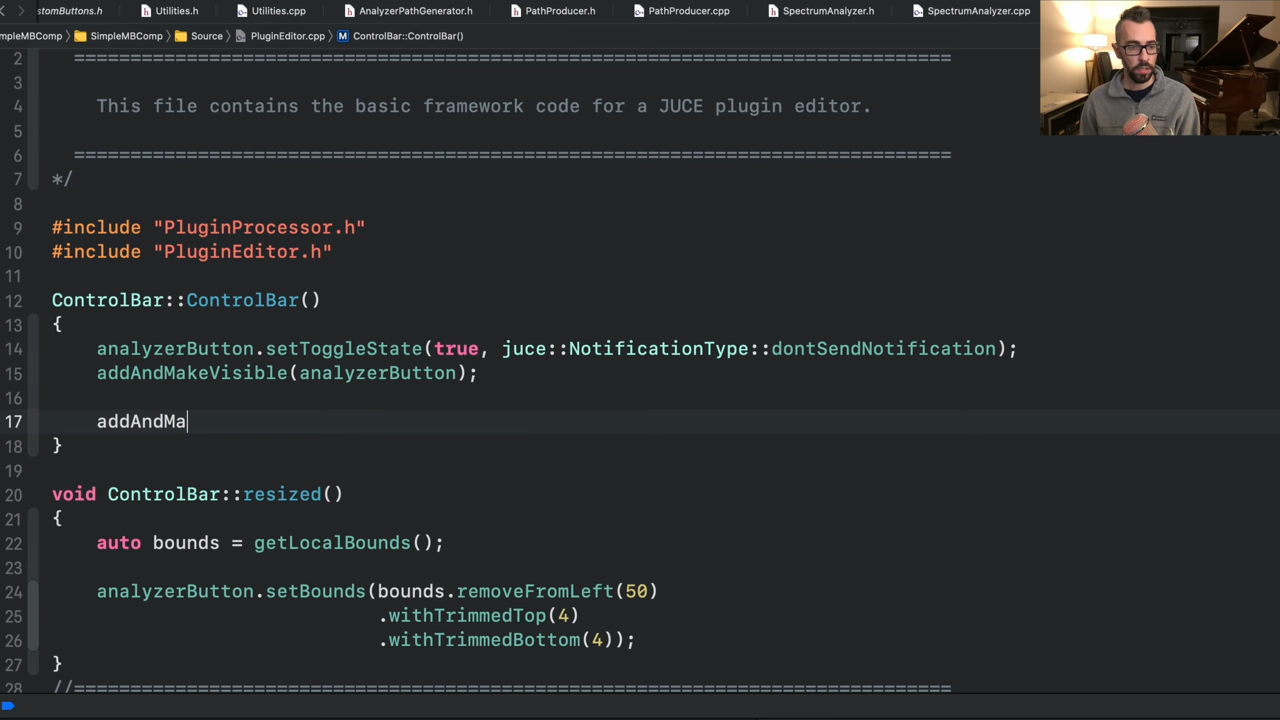 stomButtons.h Utilities.h Utilities.cpp AnalyzerPathGenerator.h PathProducer.h PathProducer.cpp SpectrumAnalyzer.h SpectrumAnalyzer.cpp
mpleMBComp SimpleMBComp Source PluginEditor.cpp M ControlBar::ControlBar()
2 ==============================================================================
3
4 This file contains the basic framework code for a JUCE plugin editor.
5
6 ==============================================================================
7 */
8
9 #include "PluginProcessor.h"
10 #include "PluginEditor.h"
11
12 ControlBar::ControlBar()
13 {
14 analyzerButton.setToggleState(true, juce::NotificationType::dontSendNotification);
15 addAndMakeVisible(analyzerButton);
16
17 addAndMa
18 }
19
20 void ControlBar::resized()
21 {
22 auto bounds = getLocalBounds();
23
24 analyzerButton.setBounds(bounds.removeFromLeft(50)
25 .withTrimmedTop(4)
26 .withTrimmedBottom(4));
27 }
28 //==============================================================================